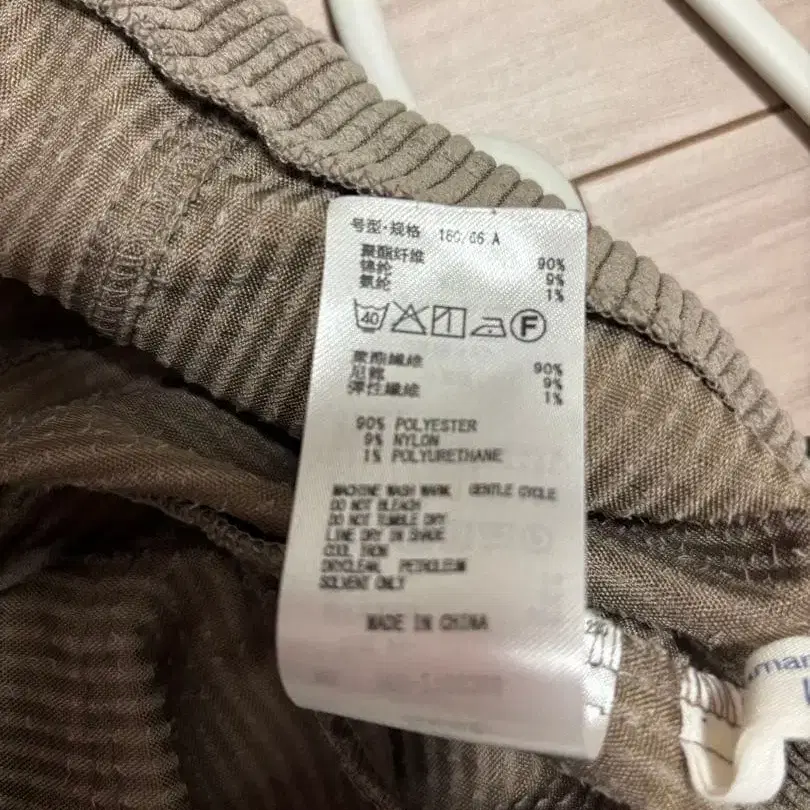 号型·规格 160/66 A
聚酯纤维 90%
锦纶 9%
氨纶 1%
40 F
聚酯纖維 90%
尼龍 9%
彈性纖維 1%
90% POLYESTER
9% NYLON
1% POLYURETHANE
MACHINE WASH WARM GENTLE CYCLE
DO NOT BLEACH
DO NOT TUMBLE DRY
LINE DRY IN SHADE
COOL IRON
DRYCLEAN, PETROLEUM
SOLVENT ONLY
MADE IN CHINA